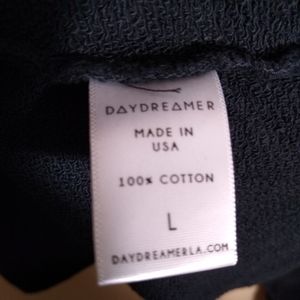 DAYDREAMER
MADE IN
USA
100% COTTON
L
DAYDREAMERLA.COM